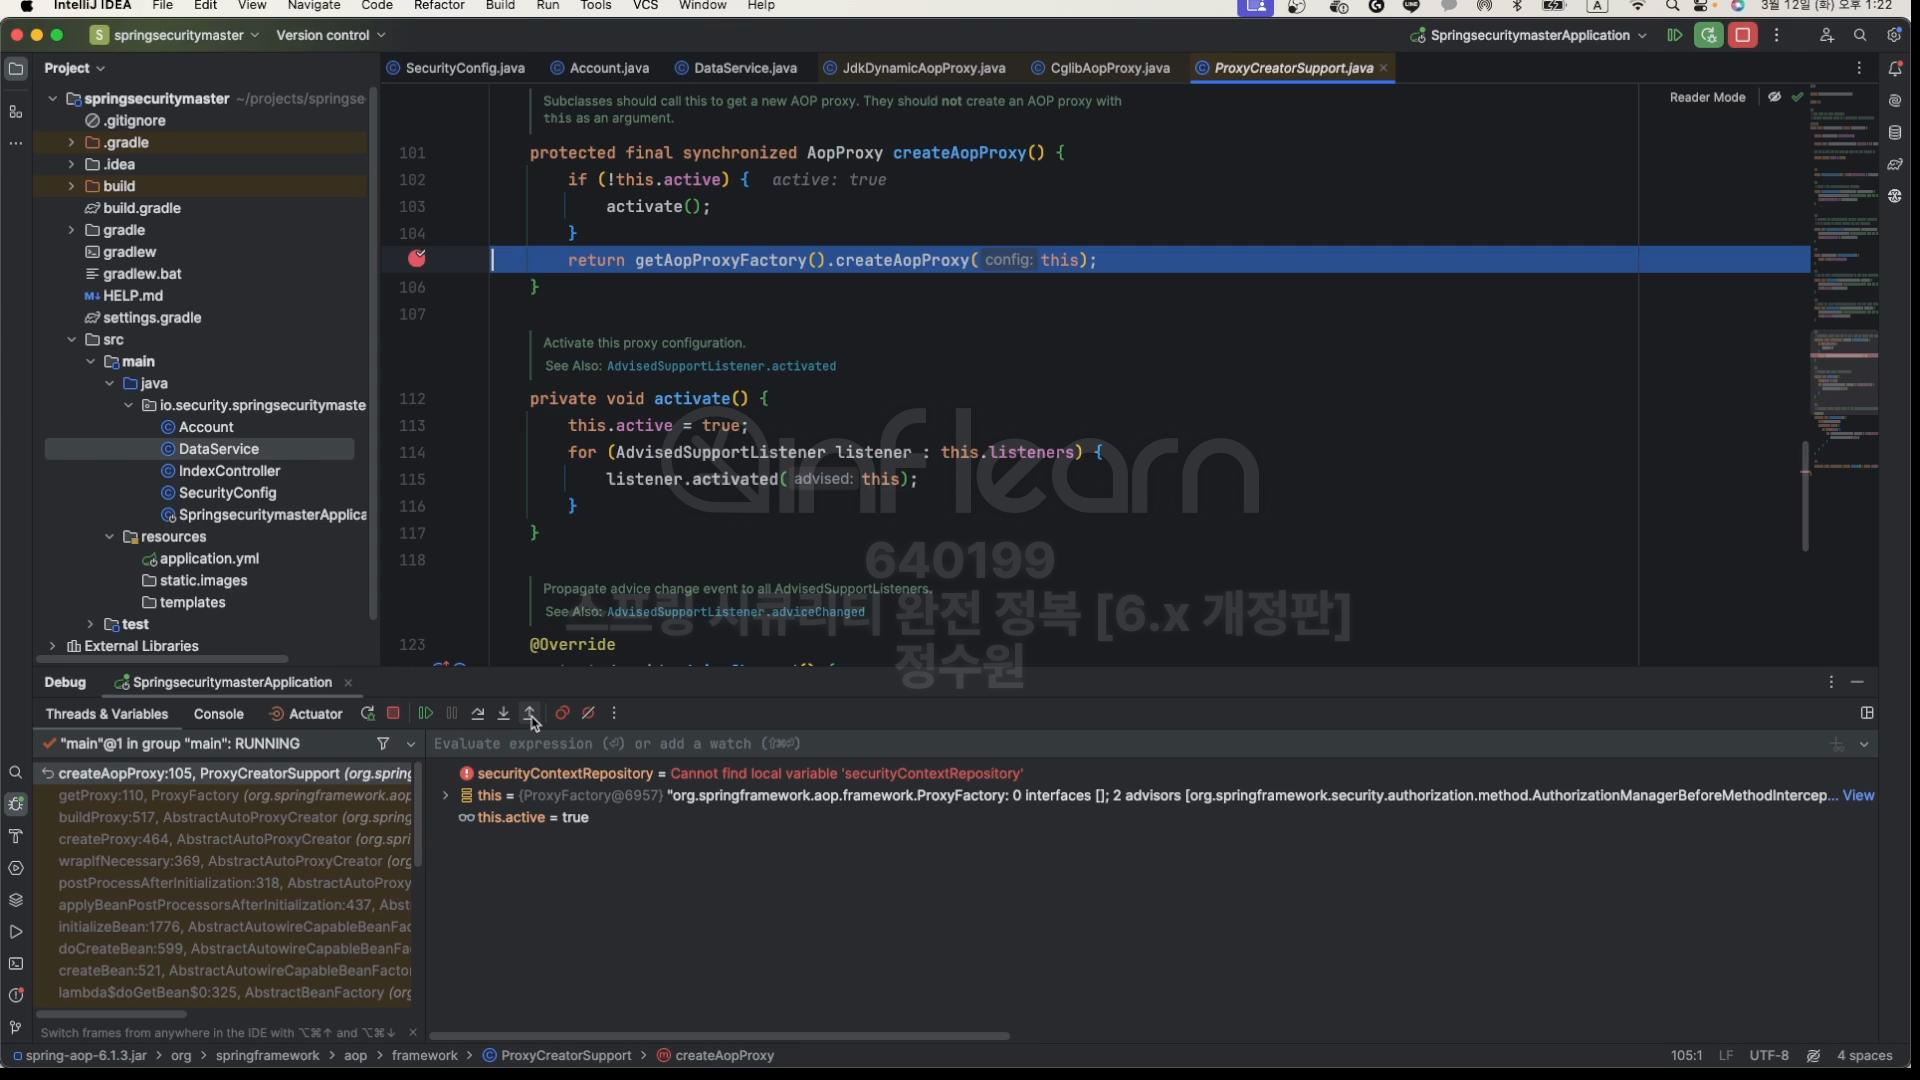 IntelliJ IDEA File Edit View Navigate Code Refactor Build Run Tools VCS Window Help
A 3월 12일 (화) 오후 1:22
S springsecuritymaster Version control SpringsecuritymasterApplication
Project
SecurityConfig.java Account.java DataService.java JdkDynamicAopProxy.java CglibAopProxy.java ProxyCreatorSupport.java
springsecuritymaster ~/projects/springse
.gitignore
.gradle
.idea
build
build.gradle
gradle
gradlew
gradlew.bat
HELP.md
settings.gradle
src
main
java
io.security.springsecuritymaste
Account
DataService
IndexController
SecurityConfig
SpringsecuritymasterApplica
resources
application.yml
static.images
templates
test
External Libraries
Reader Mode
Subclasses should call this to get a new AOP proxy. They should not create an AOP proxy with
this as an argument.
101 protected final synchronized AopProxy createAopProxy() {
102 if (!this.active) { active: true
103 activate();
104 }
return getAopProxyFactory().createAopProxy( config: this);
106 }
107
Activate this proxy configuration.
See Also: AdvisedSupportListener.activated
112 private void activate() {
113 this.active = true;
114 for (AdvisedSupportListener listener : this.listeners) {
115 listener.activated( advised: this);
116 }
117 }
118
Propagate advice change event to all AdvisedSupportListeners.
See Also: AdvisedSupportListener.adviceChanged
123 @Override
inflearn
640199
스프링 시큐리티 완전 정복 [6.x 개정판]
정수원
Debug SpringsecuritymasterApplication
Threads & Variables Console Actuator
"main"@1 in group "main": RUNNING
Evaluate expression (⏎) or add a watch (⇧⌘⏎)
createAopProxy:105, ProxyCreatorSupport (org.spring
getProxy:110, ProxyFactory (org.springframework.aop
buildProxy:517, AbstractAutoProxyCreator (org.spring
createProxy:464, AbstractAutoProxyCreator (org.spri
wrapIfNecessary:369, AbstractAutoProxyCreator (org
postProcessAfterInitialization:318, AbstractAutoProxy
applyBeanPostProcessorsAfterInitialization:437, Abst
initializeBean:1776, AbstractAutowireCapableBeanFac
doCreateBean:599, AbstractAutowireCapableBeanFa
createBean:521, AbstractAutowireCapableBeanFacto
lambda$doGetBean$0:325, AbstractBeanFactory (org
securityContextRepository = Cannot find local variable 'securityContextRepository'
this = {ProxyFactory@6957} "org.springframework.aop.framework.ProxyFactory: 0 interfaces []; 2 advisors [org.springframework.security.authorization.method.AuthorizationManagerBeforeMethodIntercep... View
this.active = true
Switch frames from anywhere in the IDE with ⌥⌘↑ and ⌥⌘↓
spring-aop-6.1.3.jar > org > springframework > aop > framework > ProxyCreatorSupport > createAopProxy
105:1 LF UTF-8 4 spaces